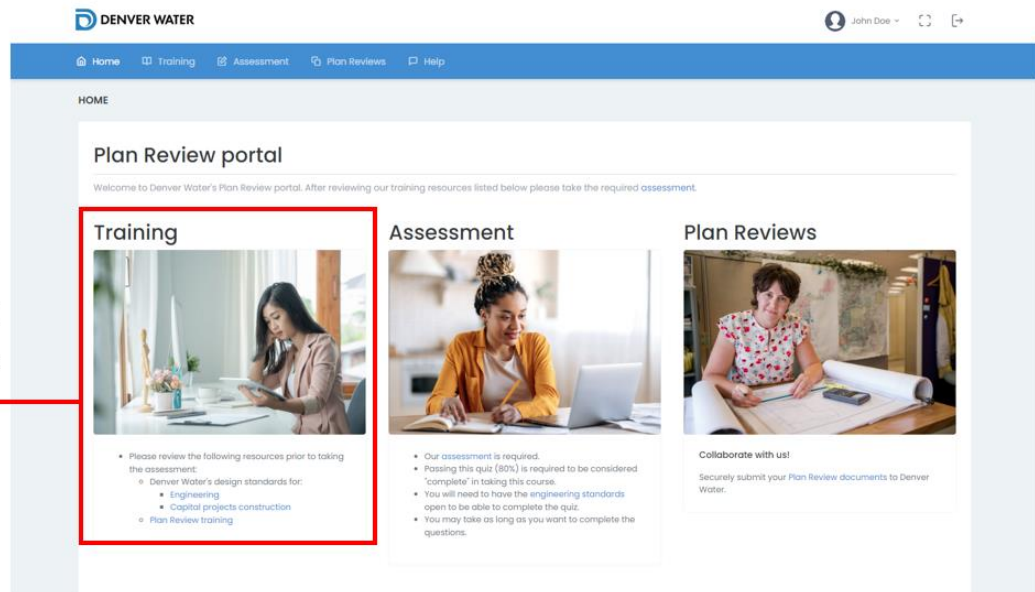 DENVER WATER
John Doe
Home Training Assessment Plan Reviews Help
HOME
Plan Review portal
Welcome to Denver Water's Plan Review portal. After reviewing our training resources listed below please take the required assessment.
Training
Please review the following resources prior to taking
the assessment:
Denver Water's design standards for:
Engineering
Capital projects construction
Plan Review training
Assessment
Our assessment is required.
Passing this quiz (80%) is required to be considered
"complete" in taking this course.
You will need to have the engineering standards
open to be able to complete the quiz.
You may take as long as you want to complete the
questions.
Plan Reviews
Collaborate with us!
Securely submit your Plan Review documents to Denver
Water.